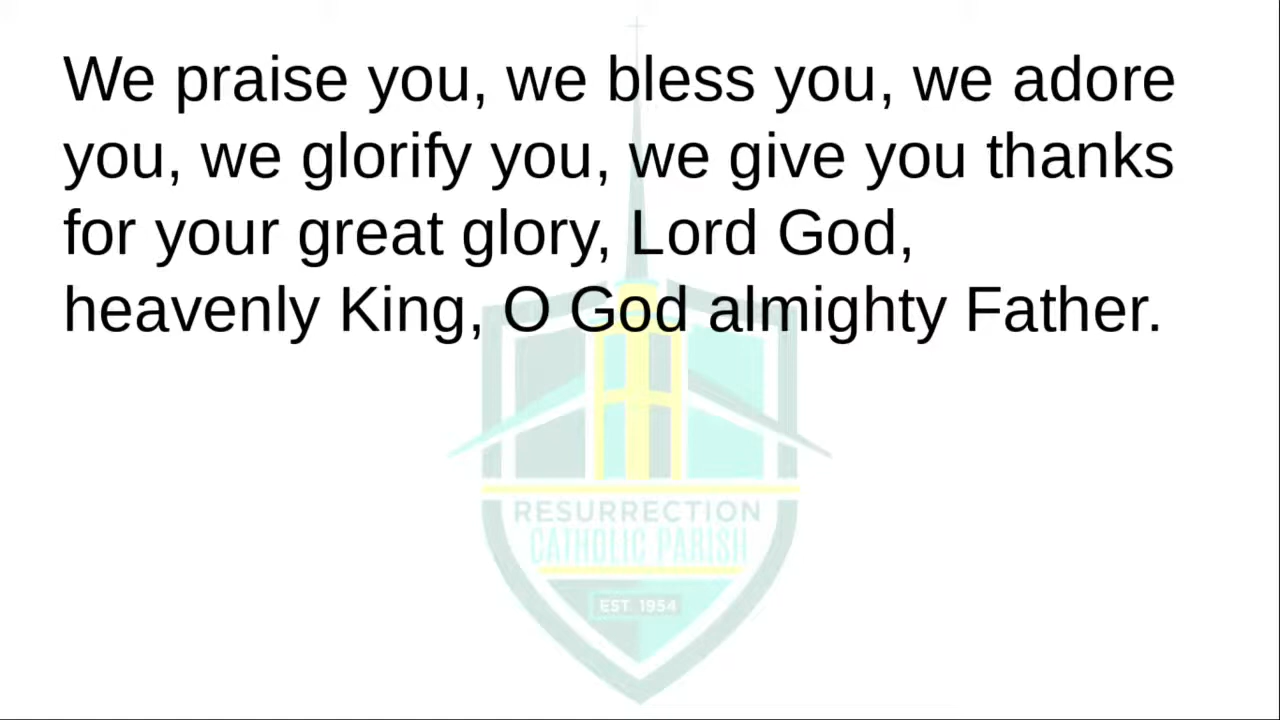 We praise you, we bless you, we adore
you, we glorify you, we give you thanks
for your great glory, Lord God,
heavenly King, O God almighty Father.
RESURRECTION
CATHOLIC PARISH
EST. 1954